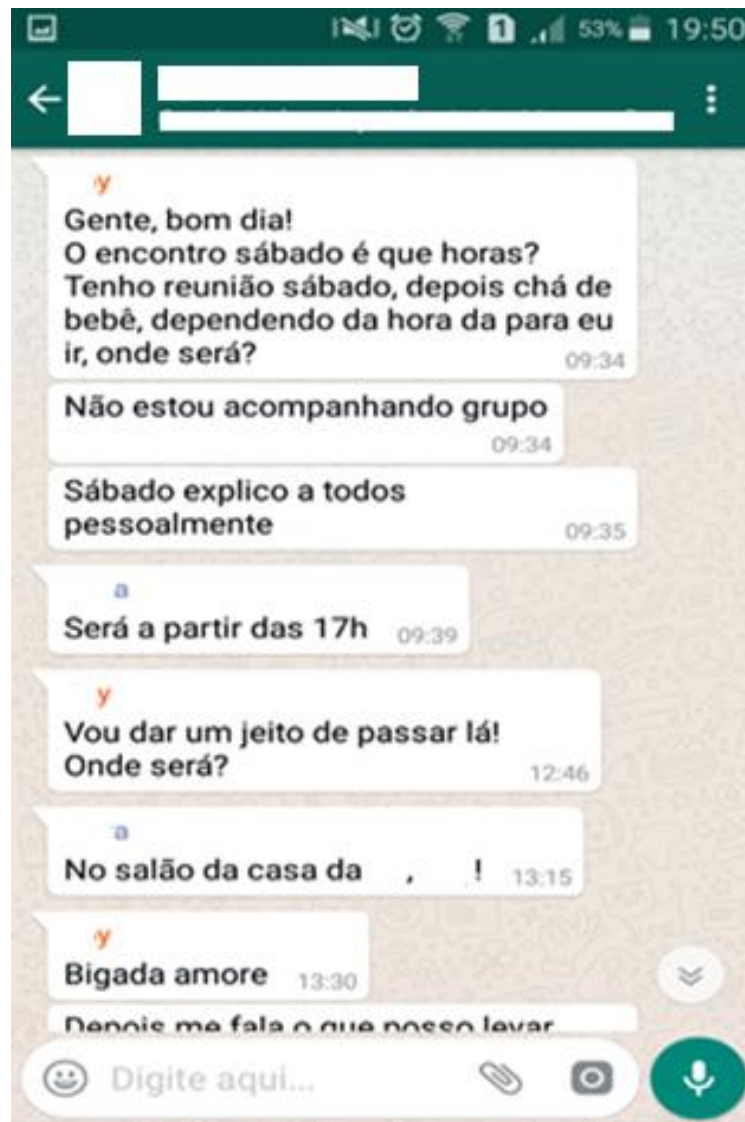 53% 19:50
y
Gente, bom dia!
O encontro sábado é que horas?
Tenho reunião sábado, depois chá de
bebê, dependendo da hora da para eu
ir, onde será?
09:34
Não estou acompanhando grupo
09:34
Sábado explico a todos
pessoalmente
09:35
a
Será a partir das 17h 09:39
y
Vou dar um jeito de passar lá!
Onde será?
12:46
a
No salão da casa da , ! 13:15
y
Bigada amore 13:30
Depois me fala o que posso levar
Digite aqui...